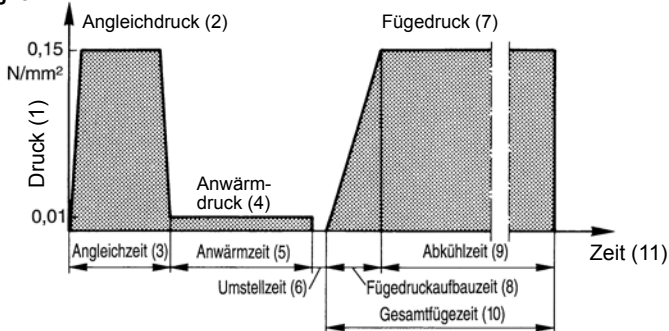 Angleichdruck (2)
Fügedruck (7)
0,15
N/mm²
Druck (1)
Anwärm-
druck (4)
0,01
Angleichzeit (3)
Anwärmzeit (5)
Abkühlzeit (9)
Zeit (11)
Umstellzeit (6)
Fügedruckaufbauzeit (8)
Gesamtfügezeit (10)